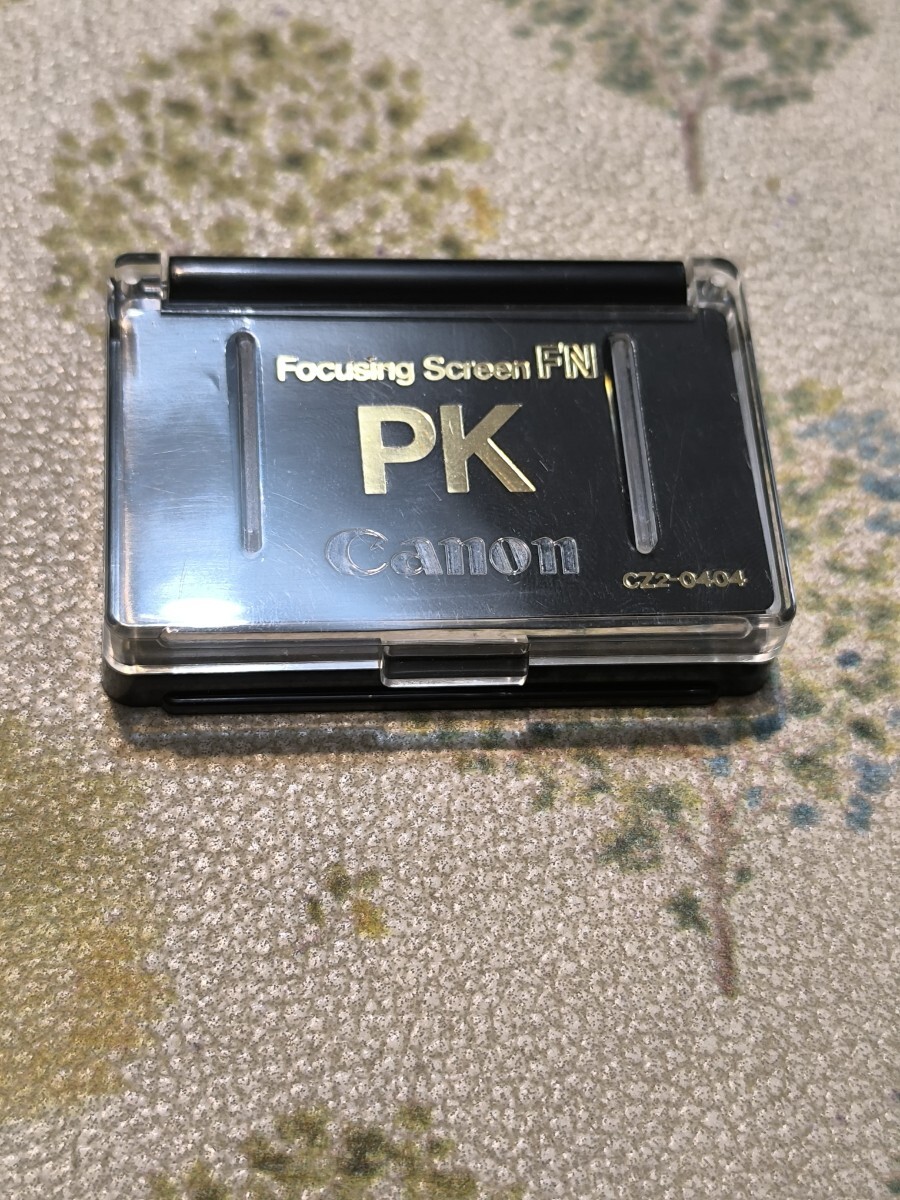 Focusing Screen FN
PK
Canon
CZ2-0404